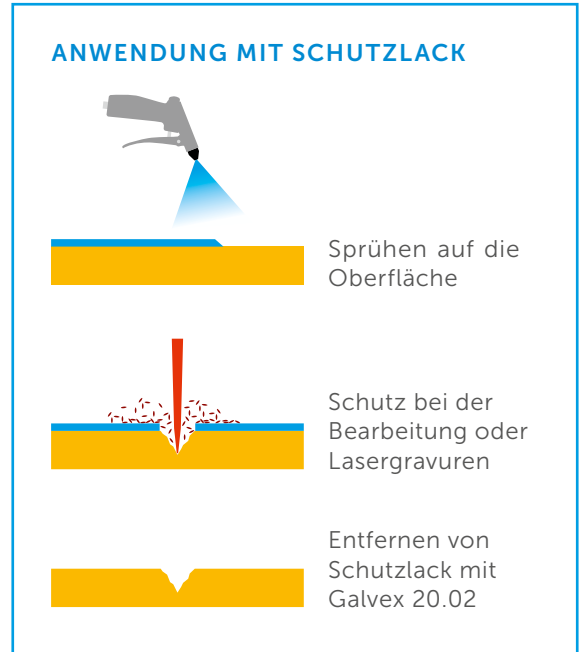 ANWENDUNG MIT SCHUTZLACK
Sprühen auf die
Oberfläche
Schutz bei der
Bearbeitung oder
Lasergravuren
Entfernen von
Schutzlack mit
Galvex 20.02